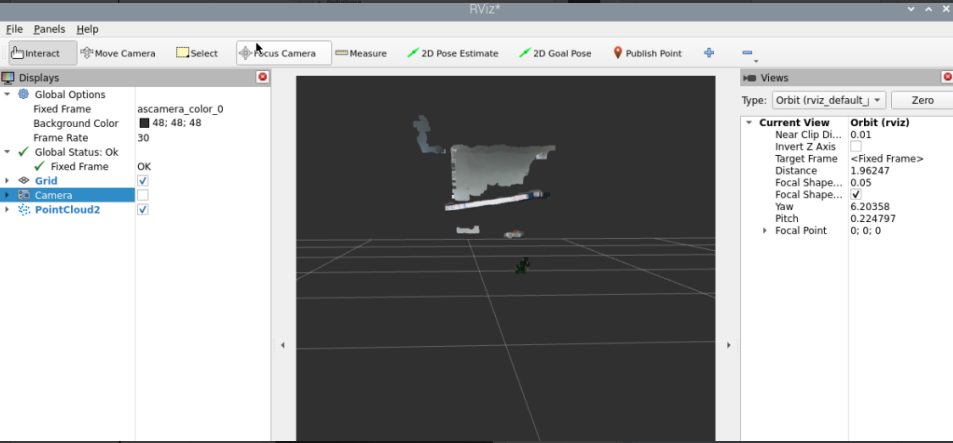 RViz*
File Panels Help
Interact Move Camera Select Focus Camera Measure 2D Pose Estimate 2D Goal Pose Publish Point
Displays
Global Options
Fixed Frame ascamera_color_0
Background Color 48; 48; 48
Frame Rate 30
Global Status: Ok
Fixed Frame OK
Grid
Camera
PointCloud2
Views
Type: Orbit (rviz_default_ Zero
Current View Orbit (rviz)
Near Clip Di... 0.01
Invert Z Axis
Target Frame <Fixed Frame>
Distance 1.96247
Focal Shape... 0.05
Focal Shape...
Yaw 6.20358
Pitch 0.224797
Focal Point 0; 0; 0